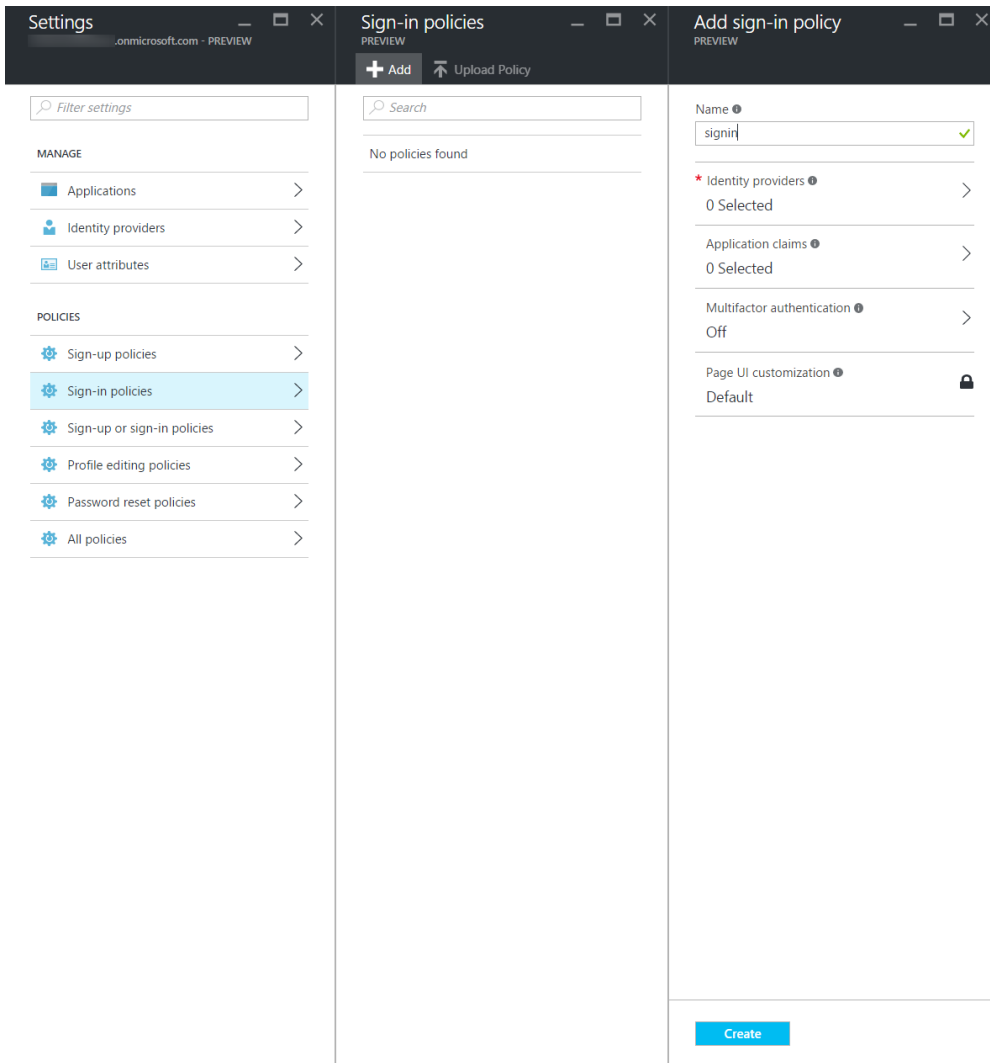 Settings
.onmicrosoft.com - PREVIEW
Filter settings
MANAGE
Applications
Identity providers
User attributes
POLICIES
Sign-up policies
Sign-in policies
Sign-up or sign-in policies
Profile editing policies
Password reset policies
All policies
Sign-in policies
PREVIEW
Add
Upload Policy
Search
No policies found
Add sign-in policy
PREVIEW
Name
signin
* Identity providers
0 Selected
Application claims
0 Selected
Multifactor authentication
Off
Page UI customization
Default
Create